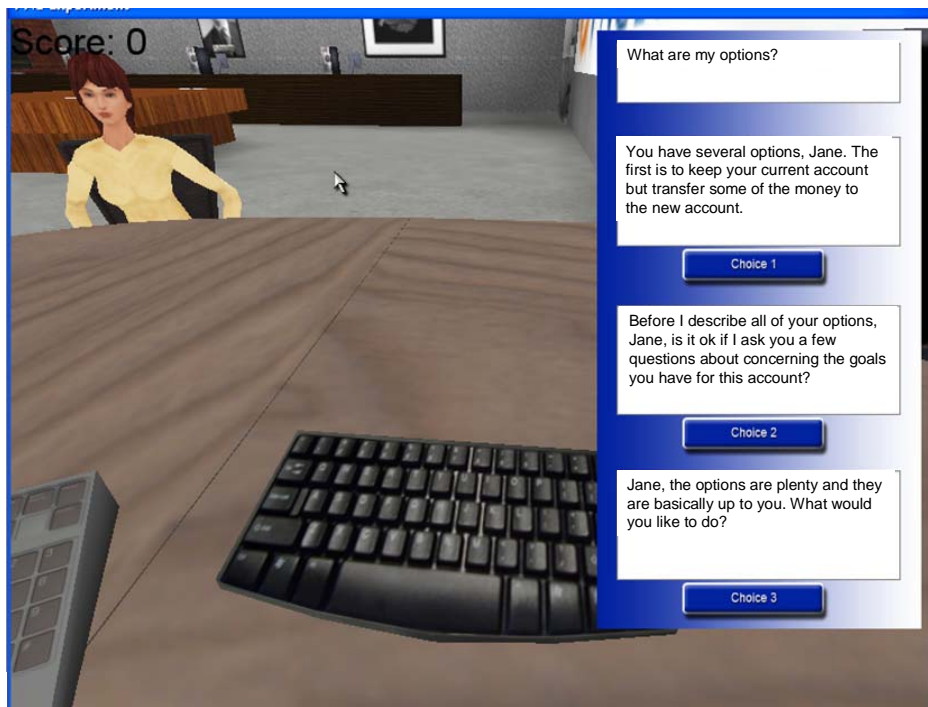 Score: 0
What are my options?
You have several options, Jane. The
first is to keep your current account
but transfer some of the money to
the new account.
Choice 1
Before I describe all of your options,
Jane, is it ok if I ask you a few
questions about concerning the goals
you have for this account?
Choice 2
Jane, the options are plenty and they
are basically up to you. What would
you like to do?
Choice 3